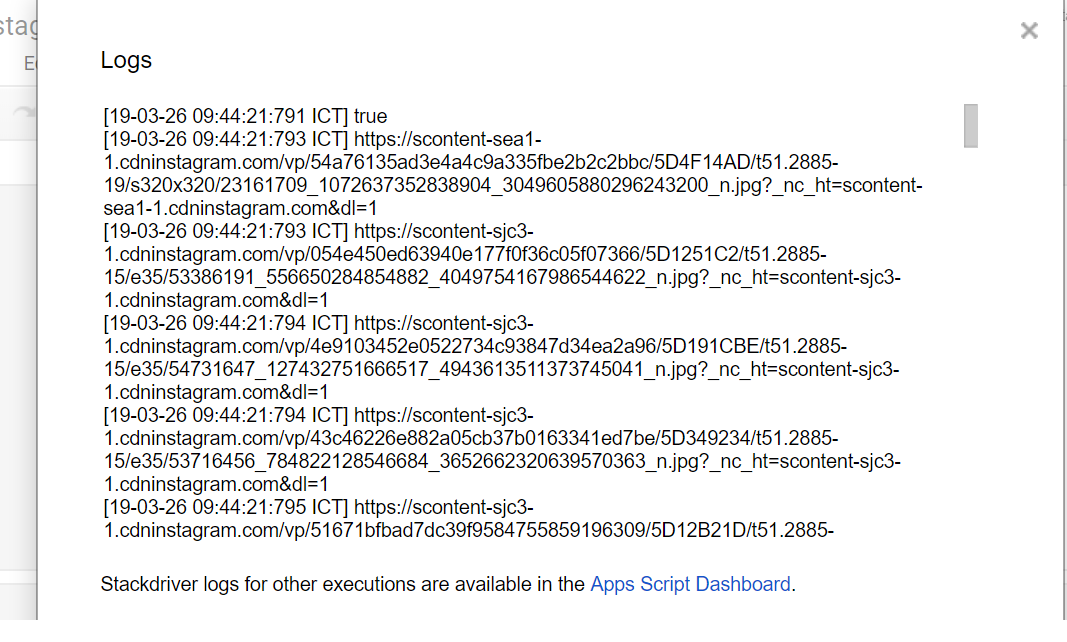 stag
Logs
E
[19-03-26 09:44:21:791 ICT] true
[19-03-26 09:44:21:793 ICT] https://scontent-sea1-
1.cdninstagram.com/vp/54a76135ad3e4a4c9a335fbe2b2c2bbc/5D4F14AD/t51.2885-
19/s320x320/23161709_1072637352838904_3049605880296243200_n.jpg?_nc_ht=scontent-
sea1-1.cdninstagram.com&dl=1
[19-03-26 09:44:21:793 ICT] https://scontent-sjc3-
1.cdninstagram.com/vp/054e450ed63940e177f0f36c05f07366/5D1251C2/t51.2885-
15/e35/53386191_556650284854882_4049754167986544622_n.jpg?_nc_ht=scontent-sjc3-
1.cdninstagram.com&dl=1
[19-03-26 09:44:21:794 ICT] https://scontent-sjc3-
1.cdninstagram.com/vp/4e9103452e0522734c93847d34ea2a96/5D191CBE/t51.2885-
15/e35/54731647_127432751666517_4943613511373745041_n.jpg?_nc_ht=scontent-sjc3-
1.cdninstagram.com&dl=1
[19-03-26 09:44:21:794 ICT] https://scontent-sjc3-
1.cdninstagram.com/vp/43c46226e882a05cb37b0163341ed7be/5D349234/t51.2885-
15/e35/53716456_784822128546684_3652662320639570363_n.jpg?_nc_ht=scontent-sjc3-
1.cdninstagram.com&dl=1
[19-03-26 09:44:21:795 ICT] https://scontent-sjc3-
1.cdninstagram.com/vp/51671bfbad7dc39f9584755859196309/5D12B21D/t51.2885-
Stackdriver logs for other executions are available in the Apps Script Dashboard.